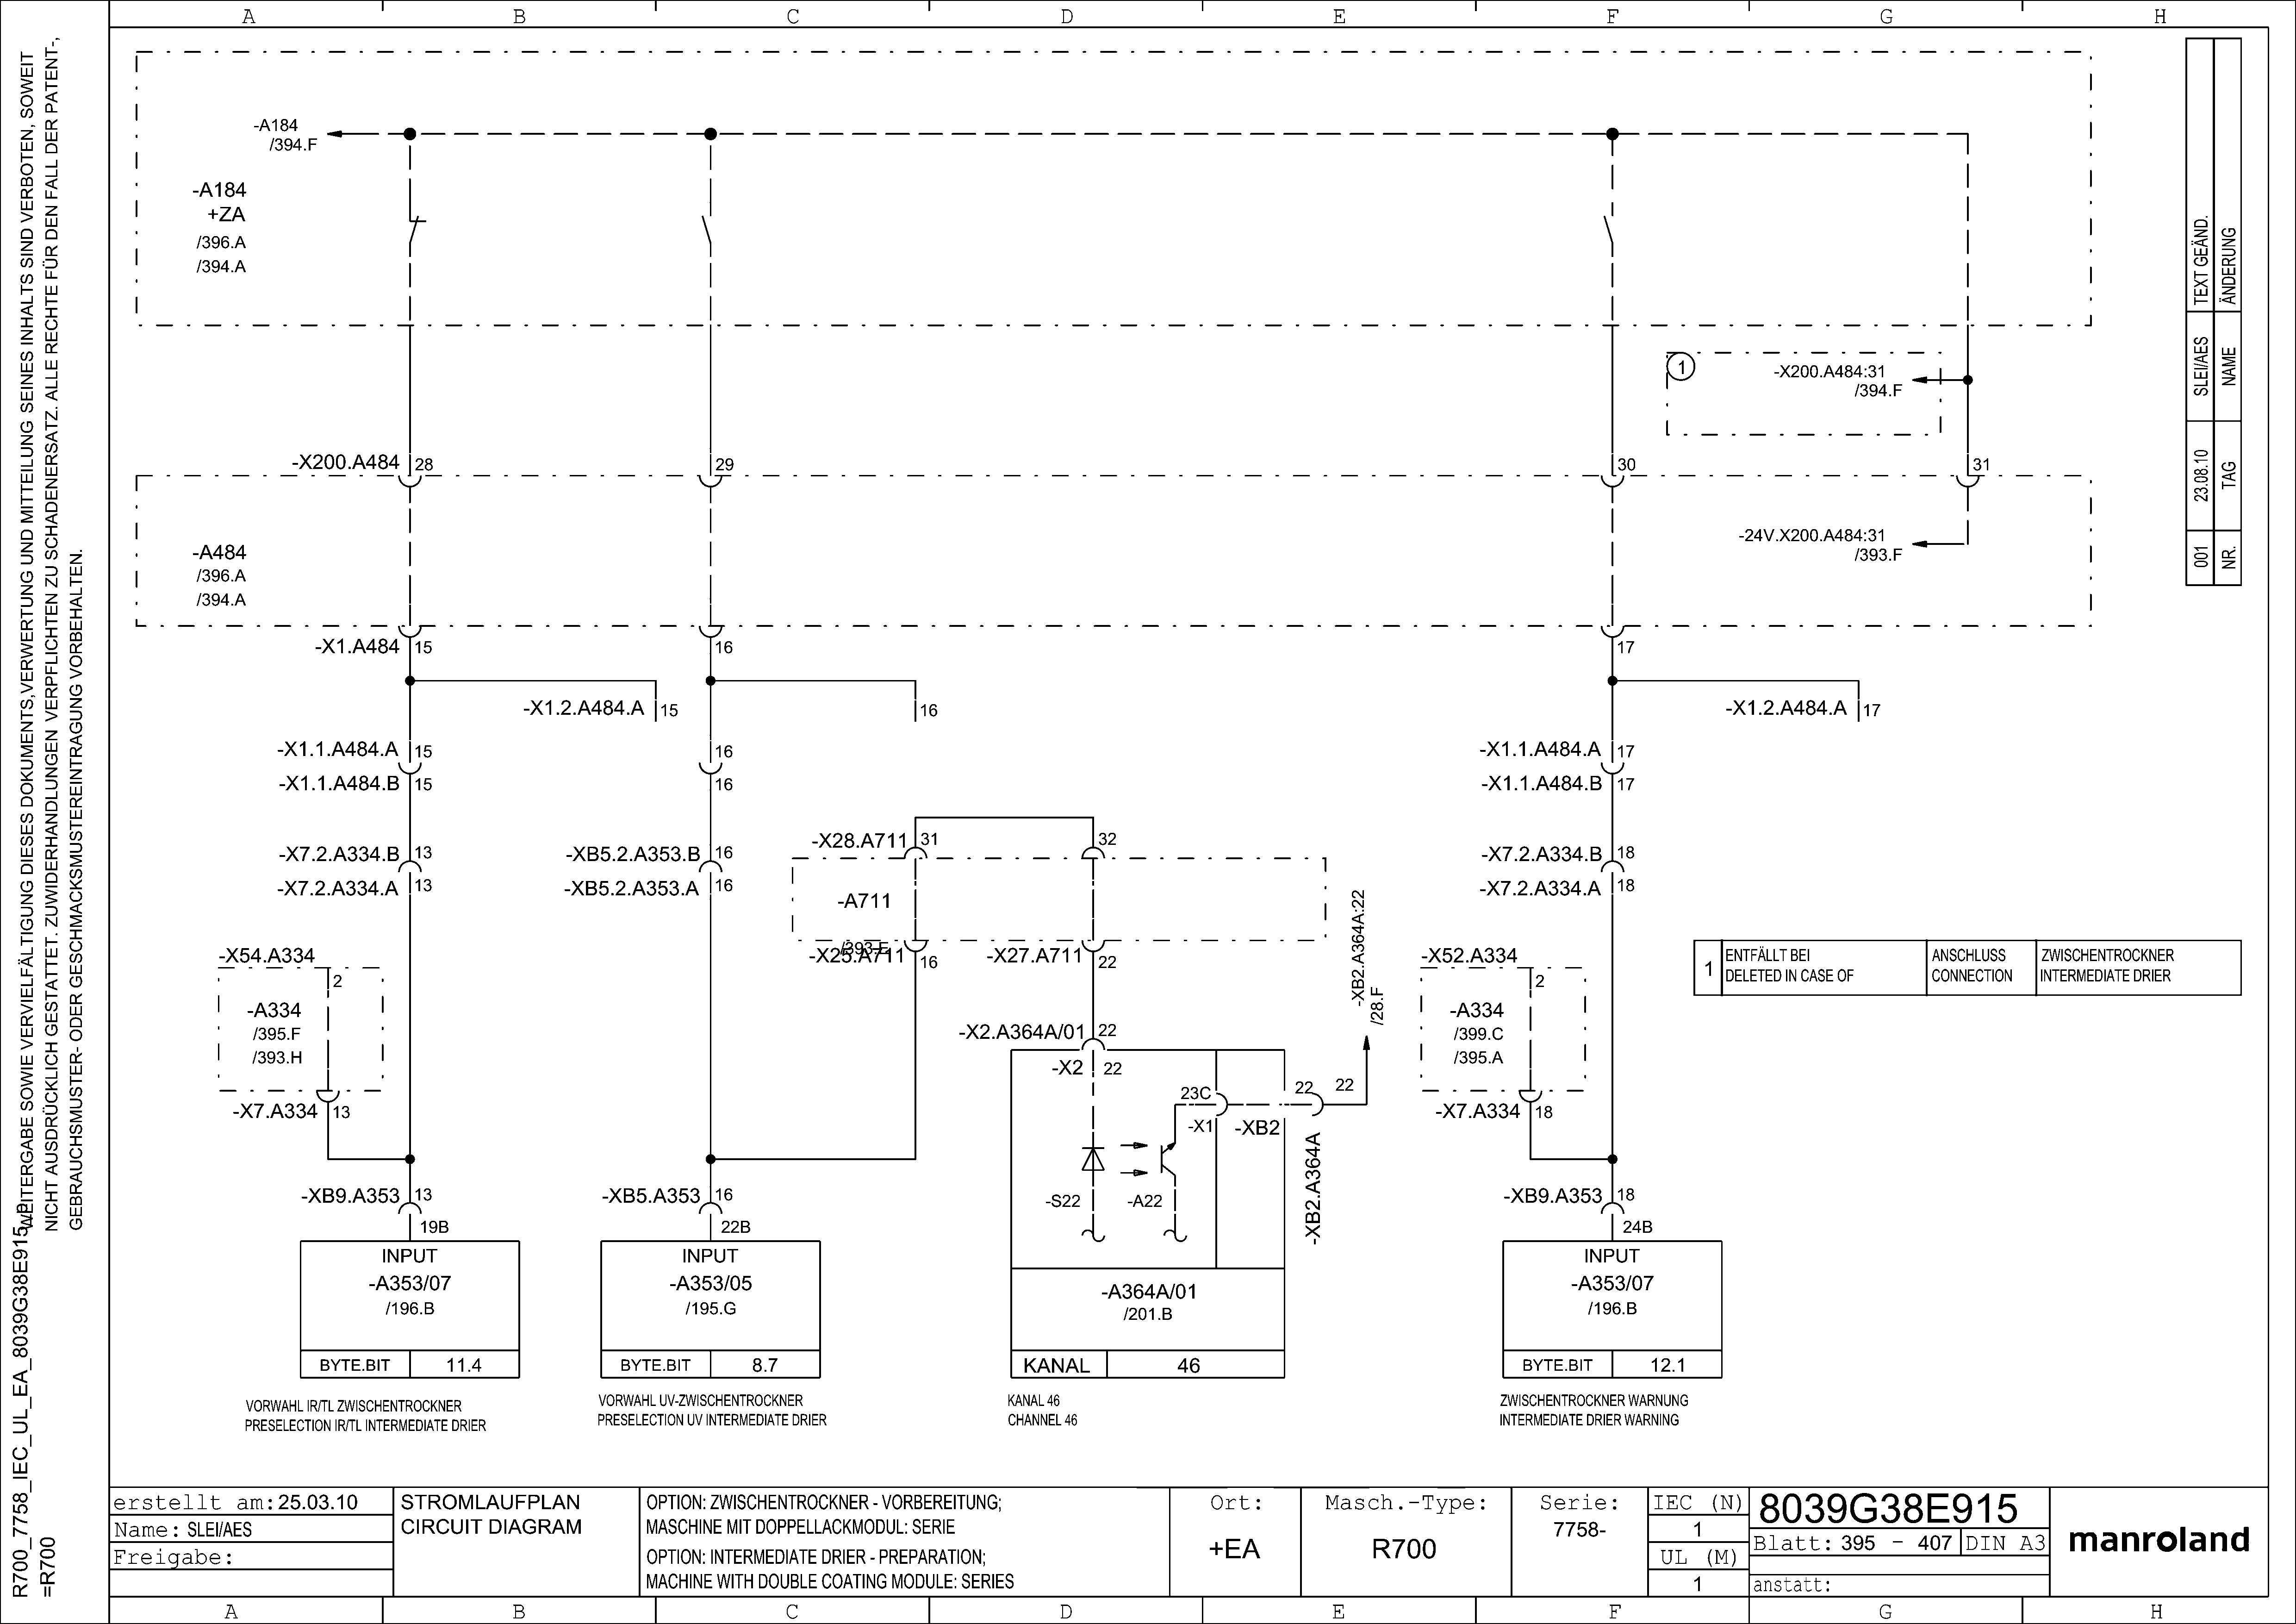 A B C D E F G H
WEITERGABE SOWIE VERVIELFÄLTIGUNG DIESES DOKUMENTS,VERWERTUNG UND MITTEILUNG SEINES INHALTS SIND VERBOTEN, SOWEIT
NICHT AUSDRÜCKLICH GESTATTET. ZUWIDERHANDLUNGEN VERPFLICHTEN ZU SCHADENERSATZ. ALLE RECHTE FÜR DEN FALL DER PATENT-,
GEBRAUCHSMUSTER- ODER GESCHMACKSMUSTEREINTRAGUNG VORBEHALTEN.
R700_7758_IEC_UL_EA_8039G38E915_P
=R700
-A184
/394.F
-A184
+ZA
/396.A
/394.A
001 23.08.10 SLEI/AES TEXT GEÄND.
NR. TAG NAME ÄNDERUNG
1
-X200.A484:31
/394.F
-X200.A484 28 29 30 31
-24V.X200.A484:31
/393.F
-A484
/396.A
/394.A
-X1.A484 15 16 17
-X1.2.A484.A 15 16 -X1.2.A484.A 17
-X1.1.A484.A 15 16 -X1.1.A484.A 17
-X1.1.A484.B 15 16 -X1.1.A484.B 17
-X28.A711 31 32
-X7.2.A334.B 13 -XB5.2.A353.B 16 -X7.2.A334.B 18
-X7.2.A334.A 13 -XB5.2.A353.A 16 -X7.2.A334.A 18
-A711
/393.E
-X25.A711 16 -X27.A711 22
-XB2.A364A:22
/28.F
-X54.A334 2
-A334
/395.F
/393.H
-X7.A334 13
-X52.A334 2
-A334
/399.C
/395.A
-X7.A334 18
1 ENTFÄLLT BEI ANSCHLUSS ZWISCHENTROCKNER
DELETED IN CASE OF CONNECTION INTERMEDIATE DRIER
-X2.A364A/01 22
-X2 22
23C 22 22
-X1 -XB2
-XB2.A364A
-S22 -A22
-XB9.A353 13 -XB5.A353 16 -XB9.A353 18
19B 22B 24B
INPUT INPUT INPUT
-A353/07 -A353/05 -A364A/01 -A353/07
/196.B /195.G /201.B /196.B
BYTE.BIT 11.4 BYTE.BIT 8.7 KANAL 46 BYTE.BIT 12.1
VORWAHL IR/TL ZWISCHENTROCKNER
PRESELECTION IR/TL INTERMEDIATE DRIER
VORWAHL UV-ZWISCHENTROCKNER
PRESELECTION UV INTERMEDIATE DRIER
KANAL 46
CHANNEL 46
ZWISCHENTROCKNER WARNUNG
INTERMEDIATE DRIER WARNING
erstellt am: 25.03.10
Name: SLEI/AES
Freigabe:
STROMLAUFPLAN
CIRCUIT DIAGRAM
OPTION: ZWISCHENTROCKNER - VORBEREITUNG;
MASCHINE MIT DOPPELLACKMODUL: SERIE
OPTION: INTERMEDIATE DRIER - PREPARATION;
MACHINE WITH DOUBLE COATING MODULE: SERIES
Ort:
+EA
Masch.-Type:
R700
Serie:
7758-
IEC (N)
1
UL (M)
1
8039G38E915
Blatt: 395 - 407 DIN A3
anstatt:
manroland
A B C D E F G H